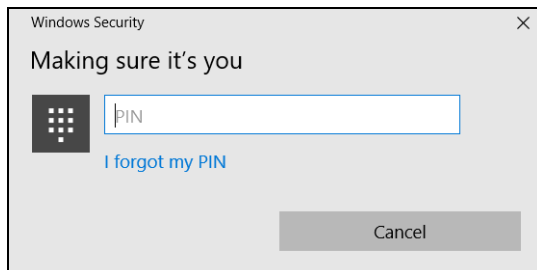 Windows Security
Making sure it’s you
PIN
I forgot my PIN
Cancel